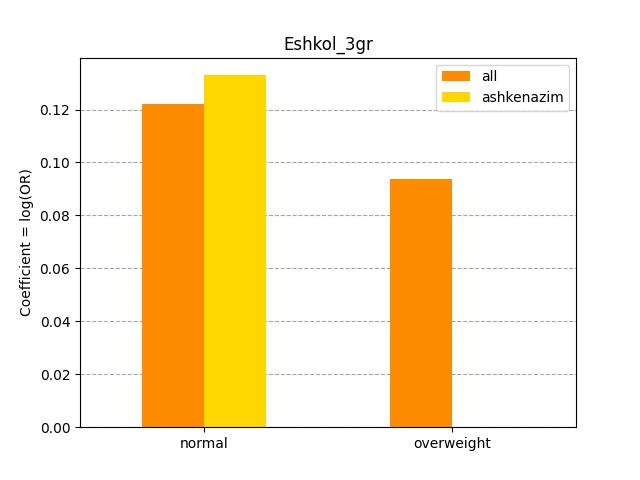 Eshkol_3gr
all
ashkenazim
Coefficient = log(OR)
0.12
0.10
0.08
0.06
0.04
0.02
0.00
normal
overweight